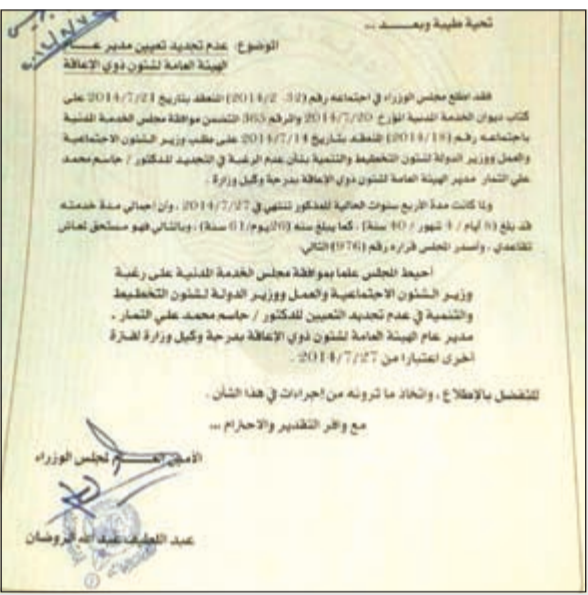 تحية طيبة وبعـــــد ...
الموضوع: عدم تجديد تعيين مدير عـــام
الهيئة العامة لشئون ذوي الإعاقة
فقد اطلع مجلس الوزراء في اجتماعه رقم (32- 2014/2) المنعقد بتاريخ 2014/7/21 على
كتاب ديوان الخدمة المدنية المؤرخ 2014/7/20 والرقم 365 المتضمن موافقة مجلس الخدمة المدنية
باجتماعه رقم (2014/18) المنعقد بتاريخ 2014/7/14 على طلب وزير الشئون الاجتماعية
والعمل ووزير الدولة لشئون التخطيط والتنمية بشأن عدم الرغبة في التجديد للدكتور / جاسم محمد
علي التمار مدير الهيئة العامة لشئون ذوي الإعاقة بدرجة وكيل وزارة .
ولما كانت مدة الأربع سنوات الحالية للمذكور تنتهي في 2014/7/27 ، وان إجمالي مدة خدمته
قد بلغ (8 أيام / 4 شهور / 40 سنة) ، كما يبلغ سنه (26يوم/61 سنة) ، وبالتالي فهو مستحق لمعاش
تقاعدي ، وأصدر المجلس قراره رقم (976) التالي:
أحيط المجلس علما بموافقة مجلس الخدمة المدنية على رغبة
وزير الشئون الاجتماعية والعمل ووزير الدولة لشئون التخطيط
والتنمية في عدم تجديد التعيين للدكتور / جاسم محمد علي التمار ،
مدير عام الهيئة العامة لشئون ذوي الإعاقة بدرجة وكيل وزارة لفترة
أخرى اعتبارا من 2014/7/27 .
للتفضل بالإطلاع ، واتخاذ ما ترونه من إجراءات في هذا الشأن .
مع وافر التقدير والاحترام ...
الأمين العـــام لمجلس الوزراء
عبد اللطيف عبد الله الروضان